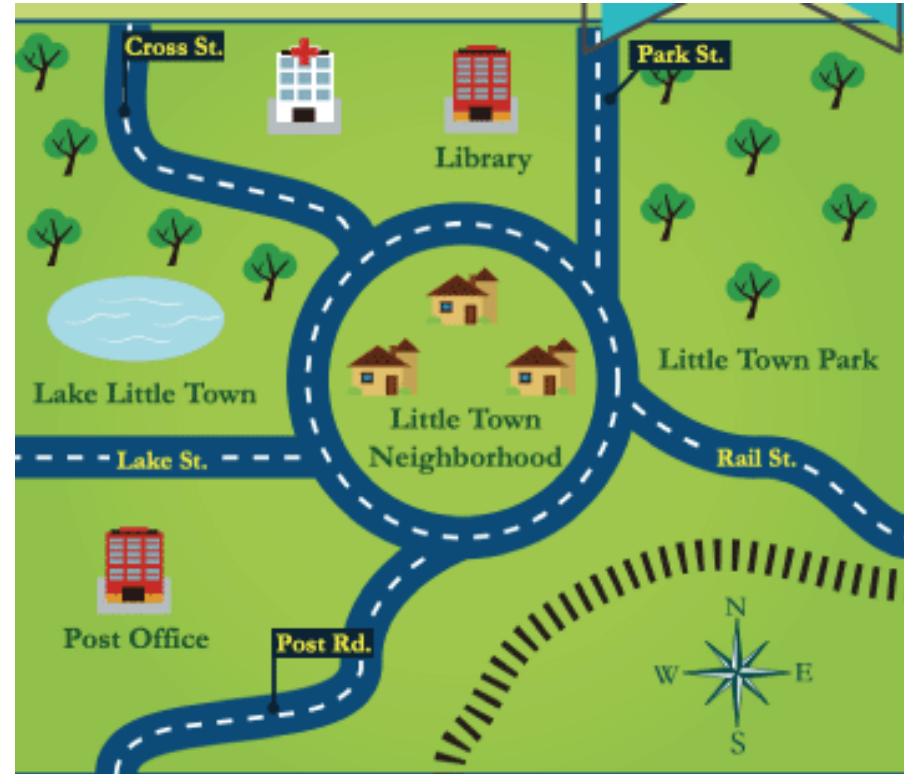 Cross St.
Park St.
Library
Little Town Park
Lake Little Town
Little Town
Neighborhood
Lake St.
Rail St.
Post Office
Post Rd.
N
W
E
S